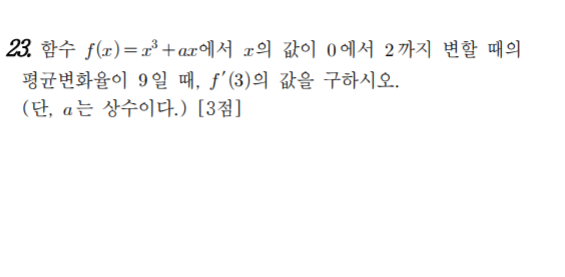 23. 함수 f(x)=x³+ax에서 x의 값이 0에서 2까지 변할 때의
평균변화율이 9일 때, f′(3)의 값을 구하시오.
(단, a는 상수이다.) [3점]